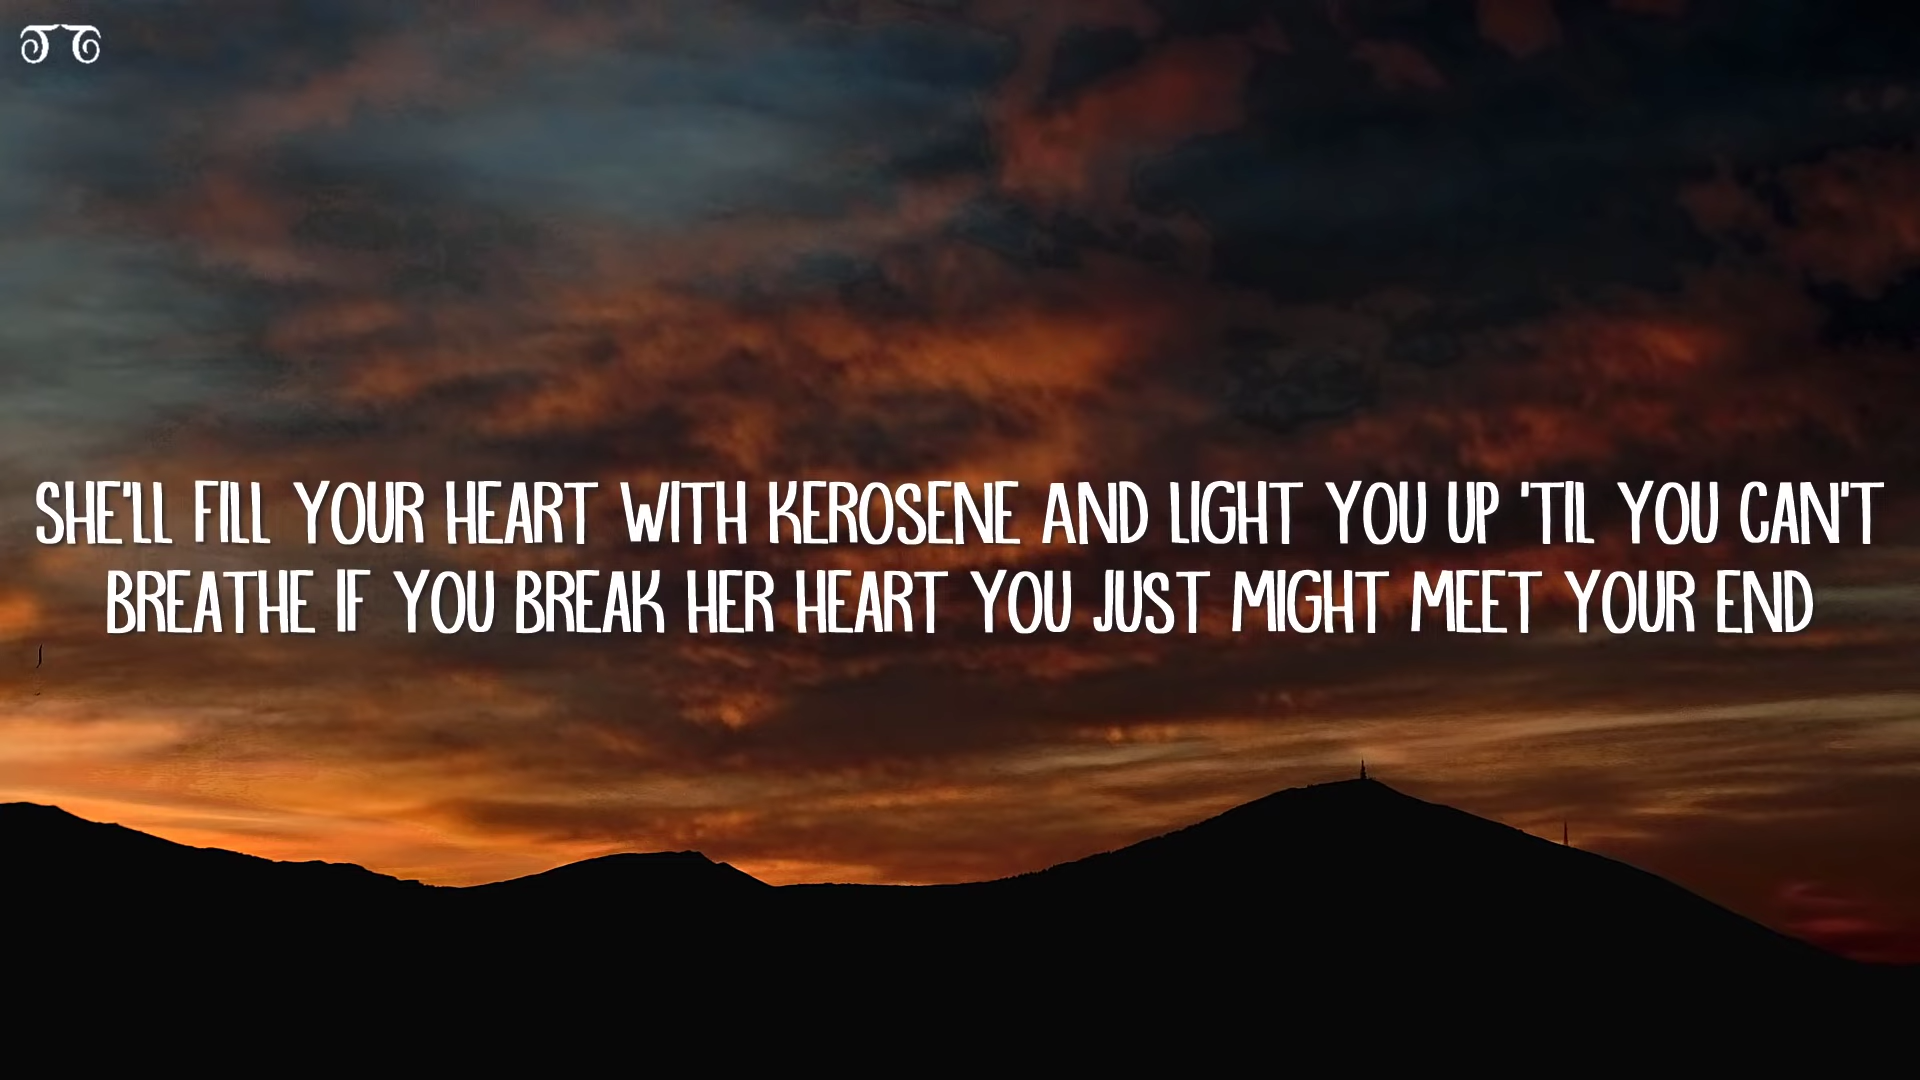 SHE'LL FILL YOUR HEART WITH KEROSENE AND LIGHT YOU UP 'TIL YOU CAN'T
BREATHE IF YOU BREAK HER HEART YOU JUST MIGHT MEET YOUR END